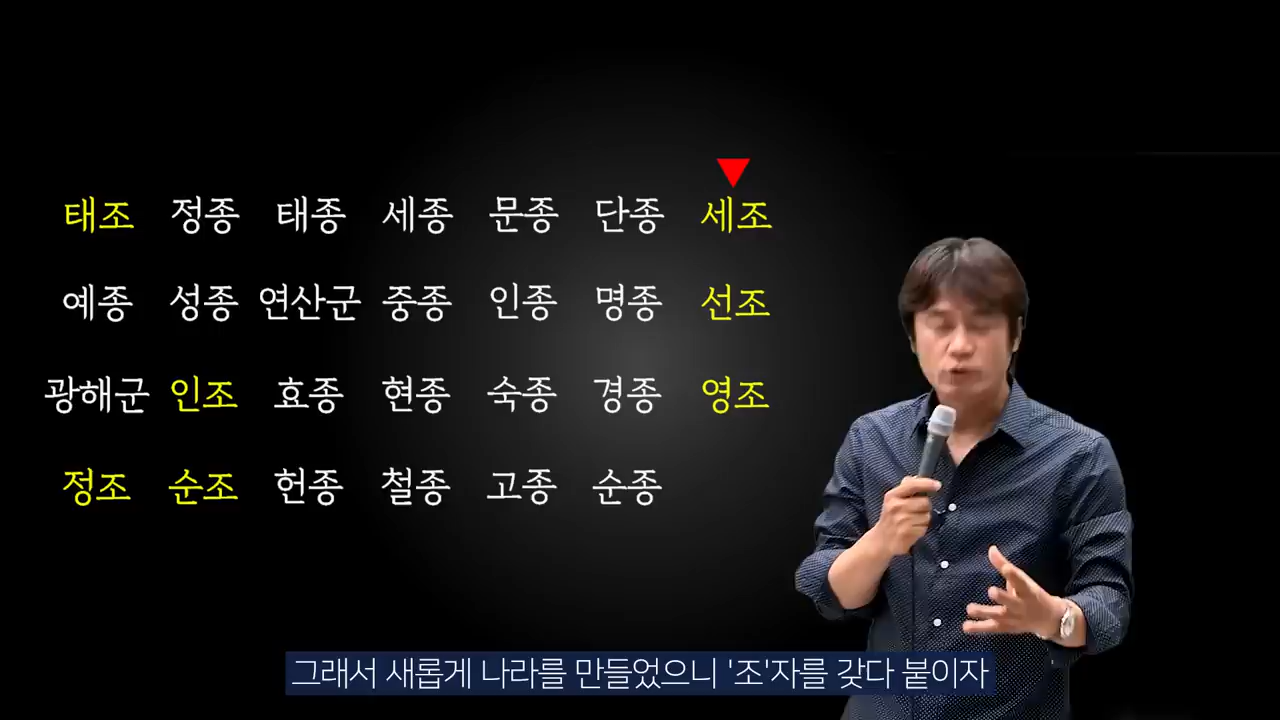 태조 정종 태종 세종 문종 단종 세조
예종 성종 연산군 중종 인종 명종 선조
광해군 인조 효종 현종 숙종 경종 영조
정조 순조 헌종 철종 고종 순종
그래서 새롭게 나라를 만들었으니 '조'자를 갖다 붙이자